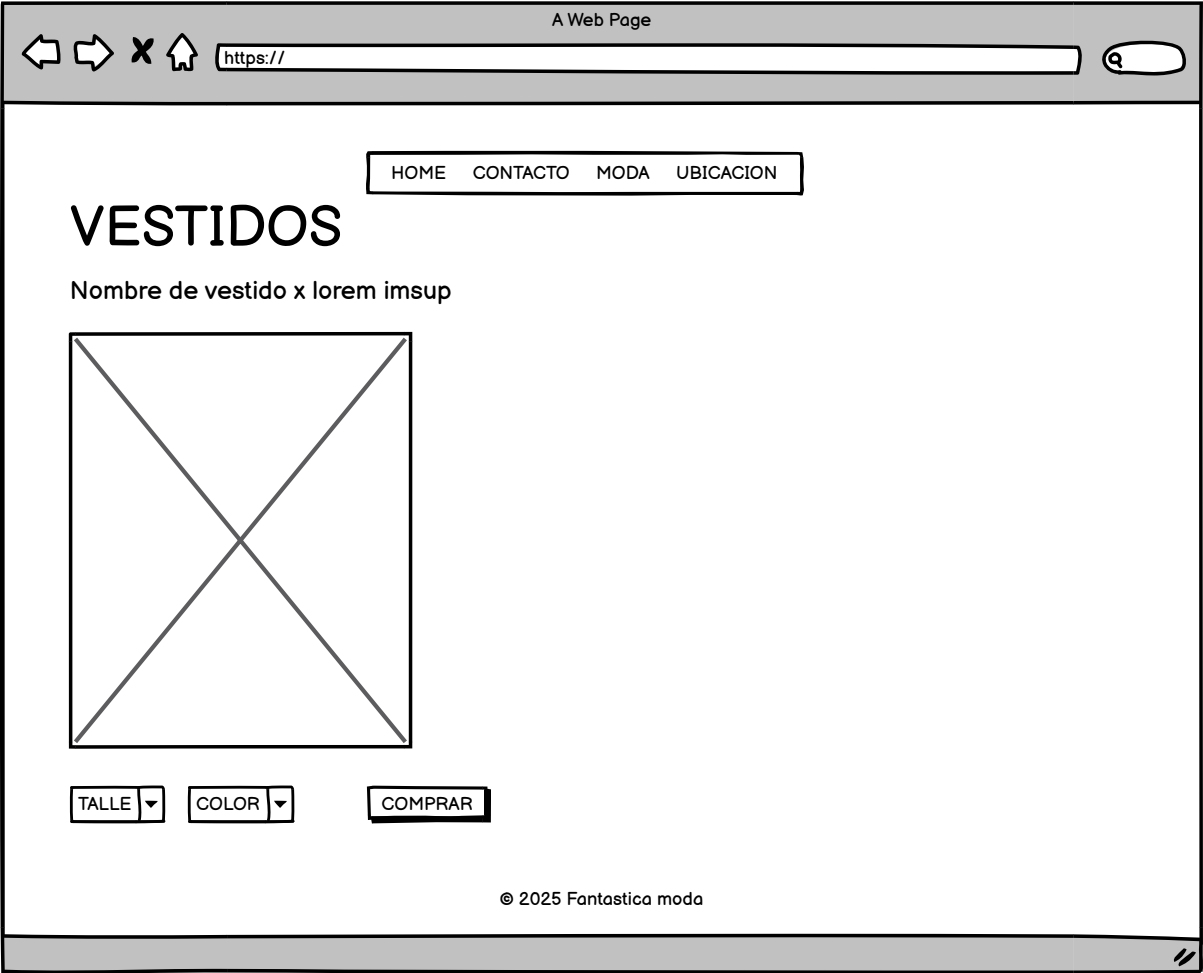 A Web Page
https://
HOME CONTACTO MODA UBICACION
VESTIDOS
Nombre de vestido x lorem imsup
TALLE COLOR COMPRAR
© 2025 Fantastica moda